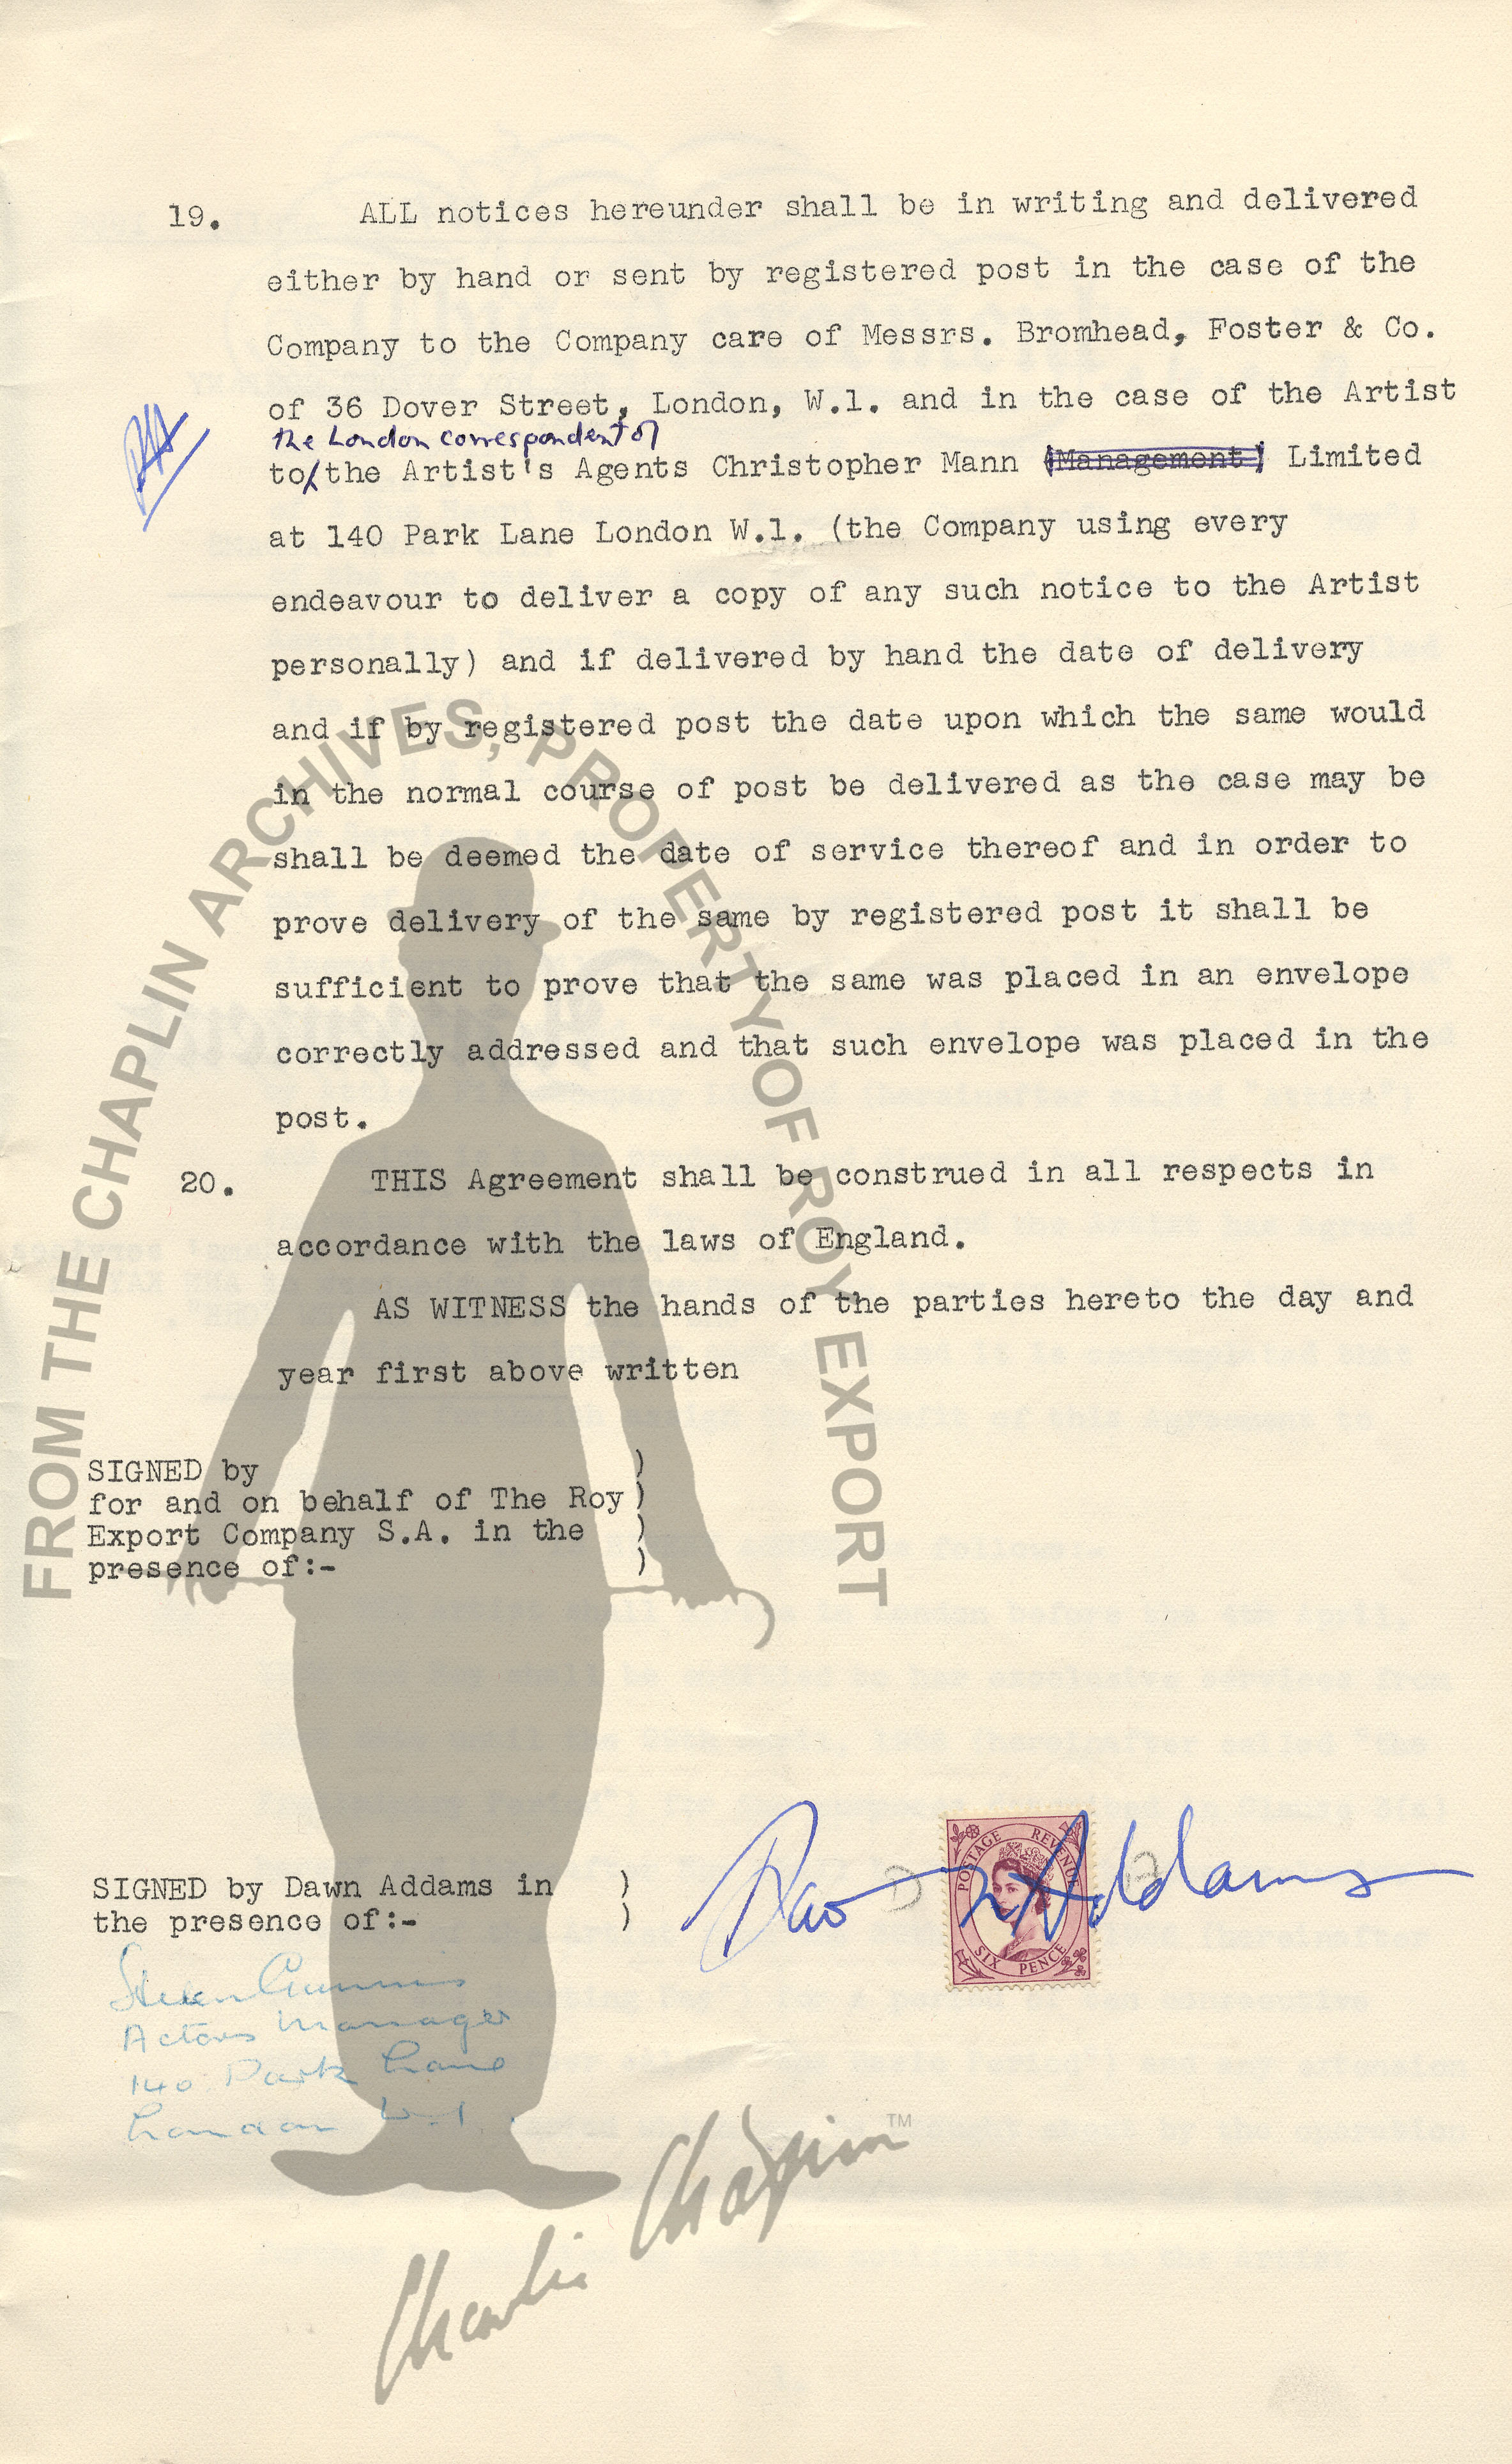 19. ALL notices hereunder shall be in writing and delivered
either by hand or sent by registered post in the case of the
Company to the Company care of Messrs. Bromhead, Foster & Co.
of 36 Dover Street, London, W.1. and in the case of the Artist
the London correspondent of
to the Artist's Agents Christopher Mann (Management) Limited
at 140 Park Lane London W.1. (the Company using every
endeavour to deliver a copy of any such notice to the Artist
personally) and if delivered by hand the date of delivery
and if by registered post the date upon which the same would
in the normal course of post be delivered as the case may be
shall be deemed the date of service thereof and in order to
prove delivery of the same by registered post it shall be
sufficient to prove that the same was placed in an envelope
correctly addressed and that such envelope was placed in the
post.
20. THIS Agreement shall be construed in all respects in
accordance with the laws of England.
AS WITNESS the hands of the parties hereto the day and
year first above written
SIGNED by )
for and on behalf of The Roy )
Export Company S.A. in the )
presence of:- )
SIGNED by Dawn Addams in )
the presence of:- )
Dawn Addams
POSTAGE REVENUE
SIX PENCE
Helen
Actors Manager
140 Park Lane
London W.1.
FROM THE CHAPLIN ARCHIVES, PROPERTY OF ROY EXPORT
Charlie Chaplin TM